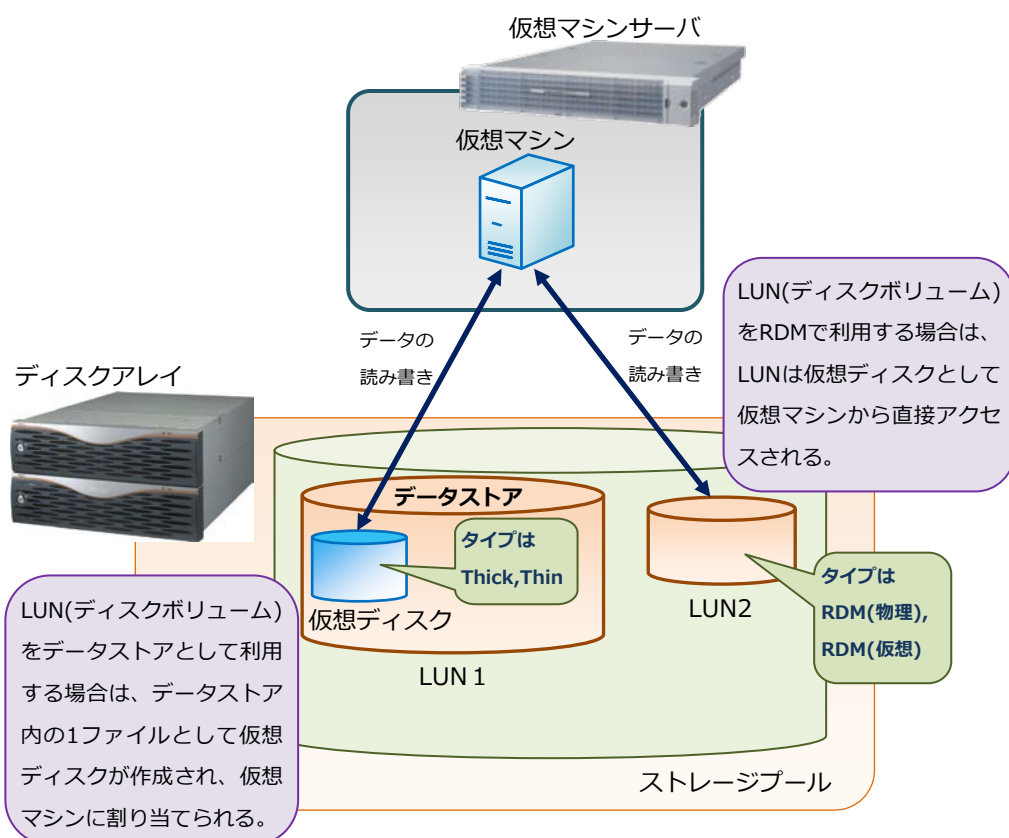 仮想マシンサーバ
仮想マシン
データの
読み書き
データの
読み書き
LUN(ディスクボリューム)
をRDMで利用する場合は、
LUNは仮想ディスクとして
仮想マシンから直接アクセ
スされる。
ディスクアレイ
データストア
タイプは
Thick,Thin
仮想ディスク
LUN１
LUN2
タイプは
RDM(物理),
RDM(仮想)
LUN(ディスクボリューム)
をデータストアとして利用
する場合は、データストア
内の1ファイルとして仮想
ディスクが作成され、仮想
マシンに割り当てられる。
ストレージプール